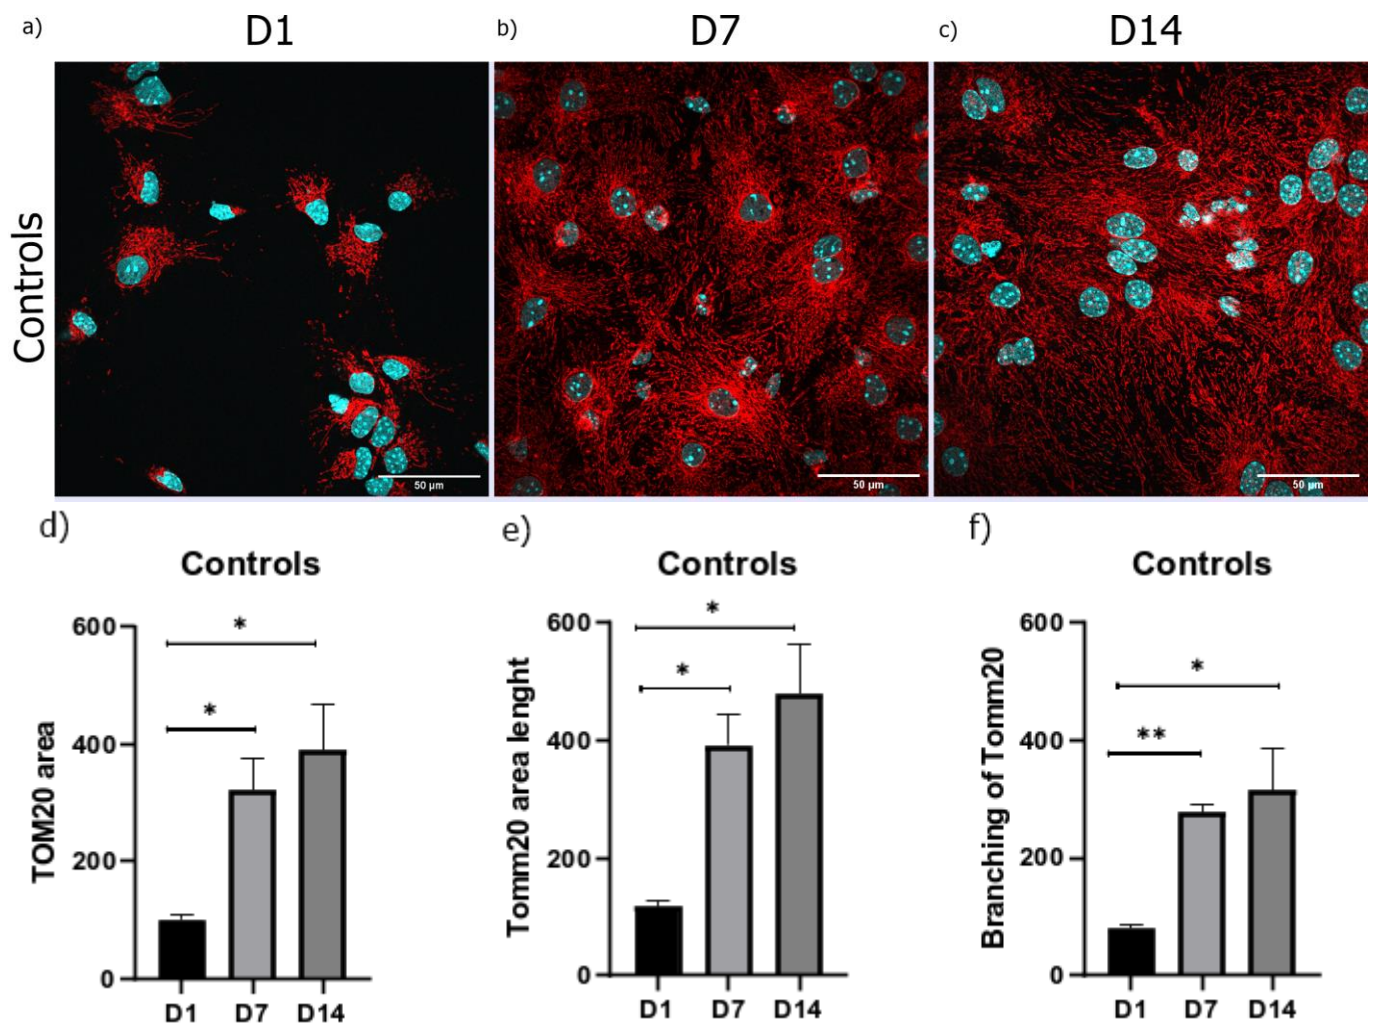 a) D1
b) D7
c) D14
Controls
50 µm
50 µm
50 µm
d)
Controls
TOM20 area
600
400
200
0
*
*
D1 D7 D14
e)
Controls
Tomm20 area lenght
600
400
200
0
*
*
D1 D7 D14
f)
Controls
Branching of Tomm20
600
400
200
0
*
**
D1 D7 D14